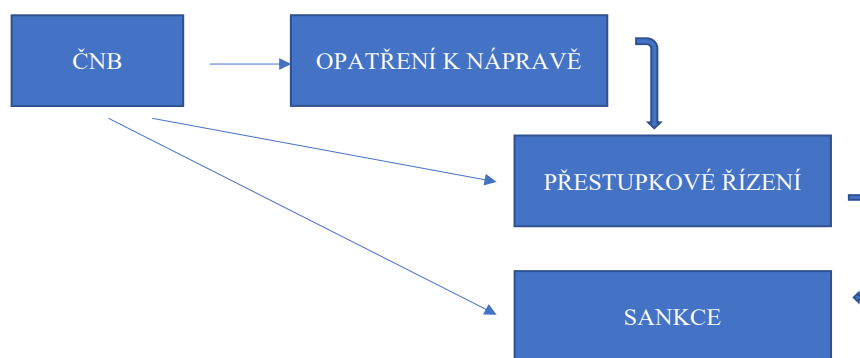 ČNB
OPATŘENÍ K NÁPRAVĚ
PŘESTUPKOVÉ ŘÍZENÍ
SANKCE